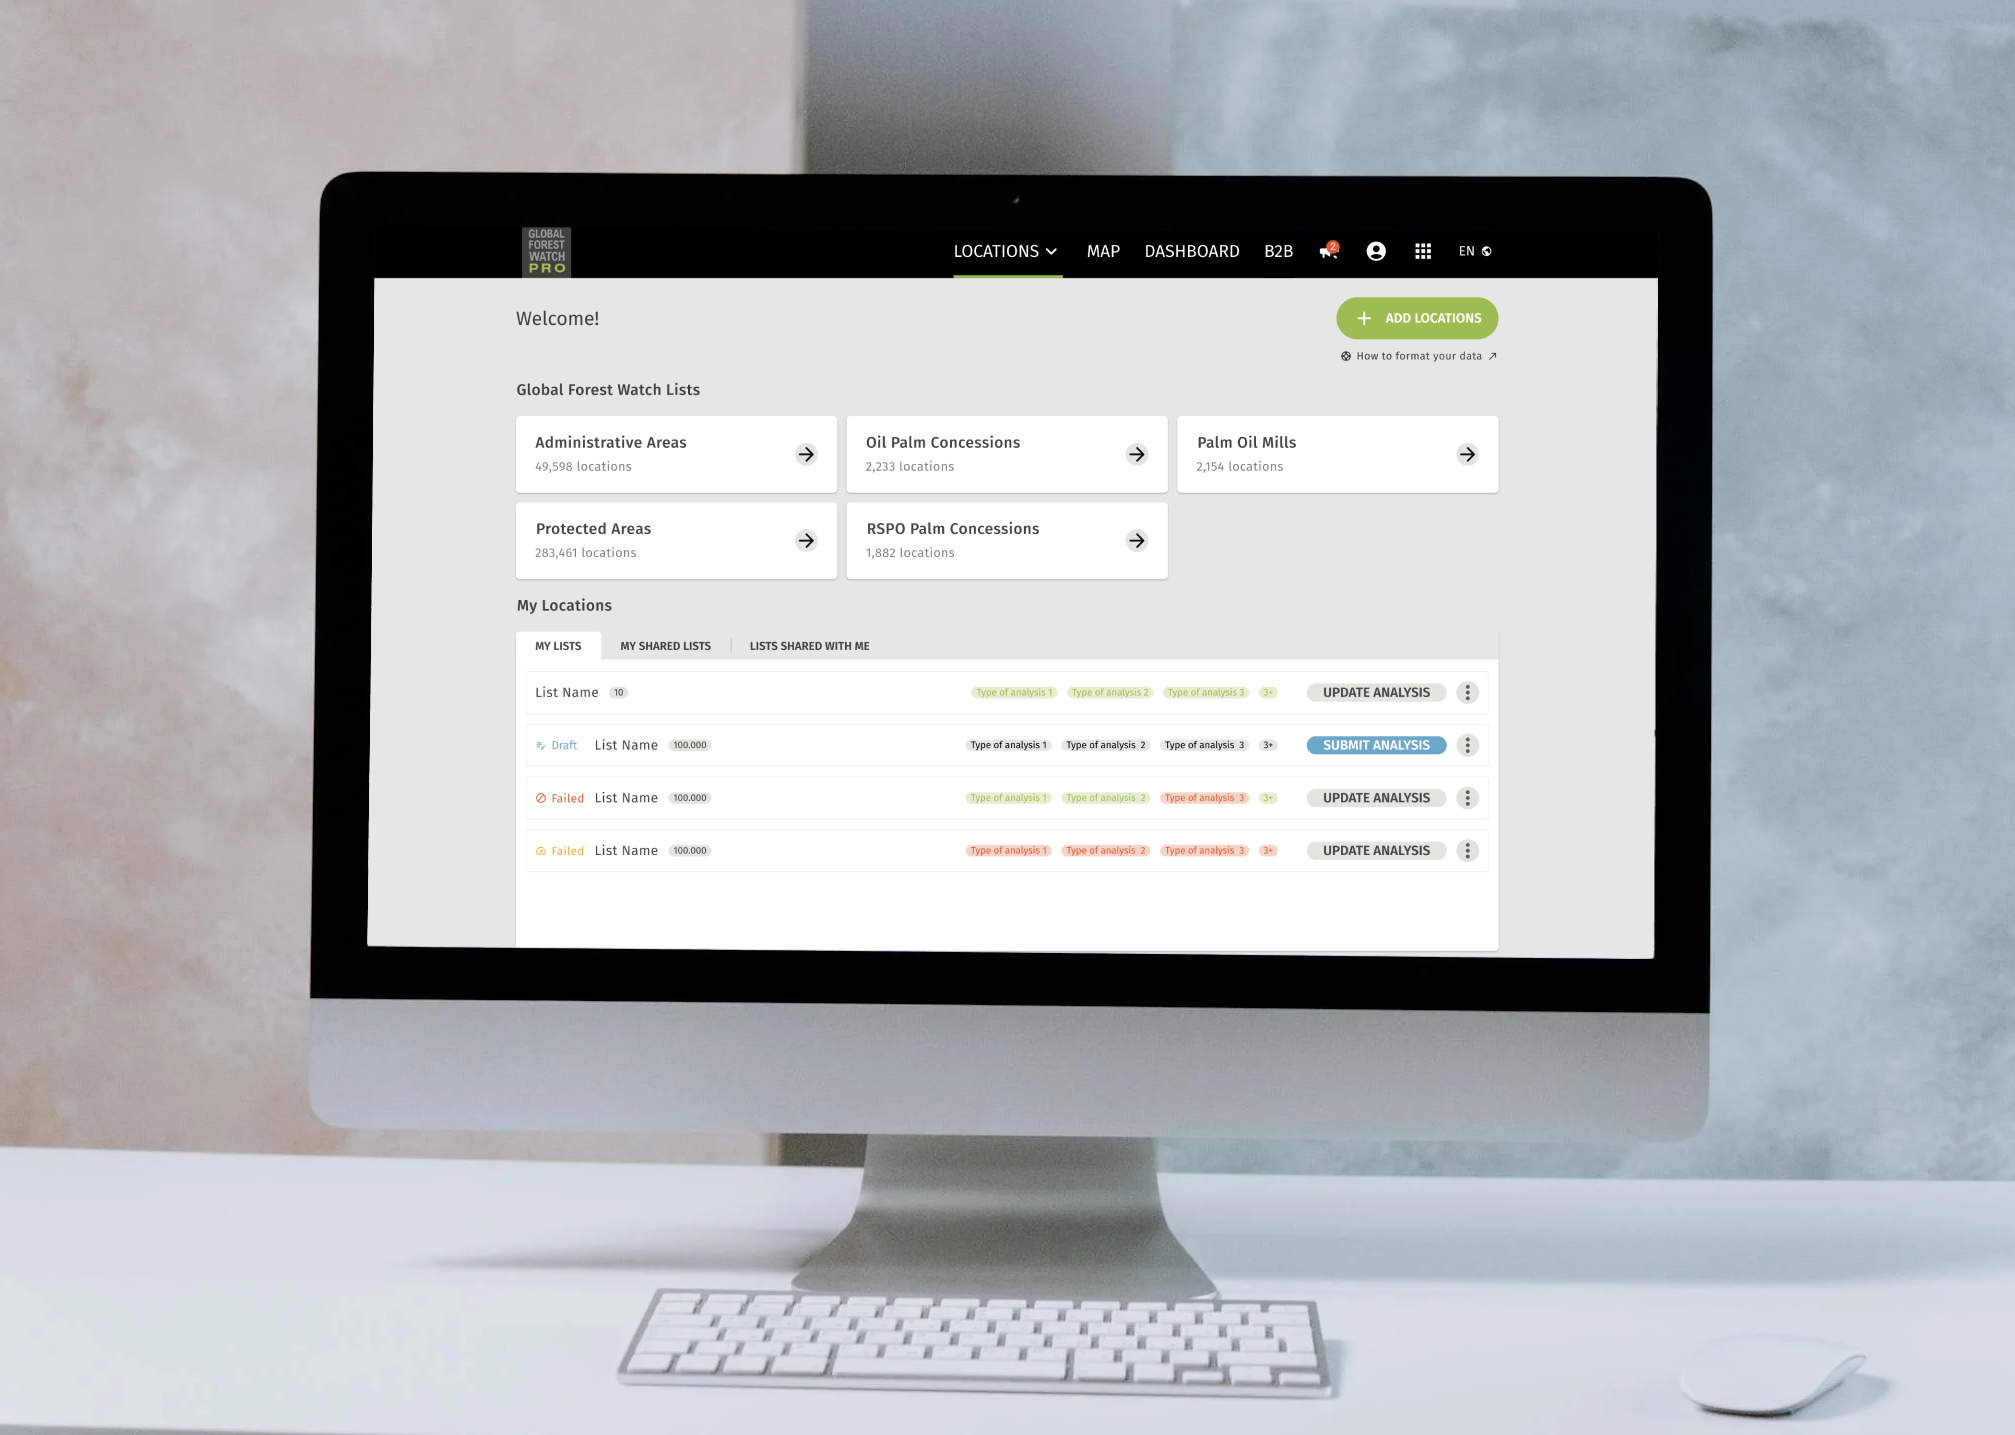 GLOBAL
FOREST
WATCH
PRO
LOCATIONS MAP DASHBOARD B2B 2 EN
Welcome!
+ ADD LOCATIONS
How to format your data
Global Forest Watch Lists
Administrative Areas
49,598 locations
Oil Palm Concessions
2,233 locations
Palm Oil Mills
2,154 locations
Protected Areas
283,461 locations
RSPO Palm Concessions
1,882 locations
My Locations
MY LISTS MY SHARED LISTS LISTS SHARED WITH ME
List Name 10 Type of analysis 1 Type of analysis 2 Type of analysis 3 3+ UPDATE ANALYSIS
Draft List Name 100.000 Type of analysis 1 Type of analysis 2 Type of analysis 3 3+ SUBMIT ANALYSIS
Failed List Name 100.000 Type of analysis 1 Type of analysis 2 Type of analysis 3 3+ UPDATE ANALYSIS
Failed List Name 100.000 Type of analysis 1 Type of analysis 2 Type of analysis 3 3+ UPDATE ANALYSIS